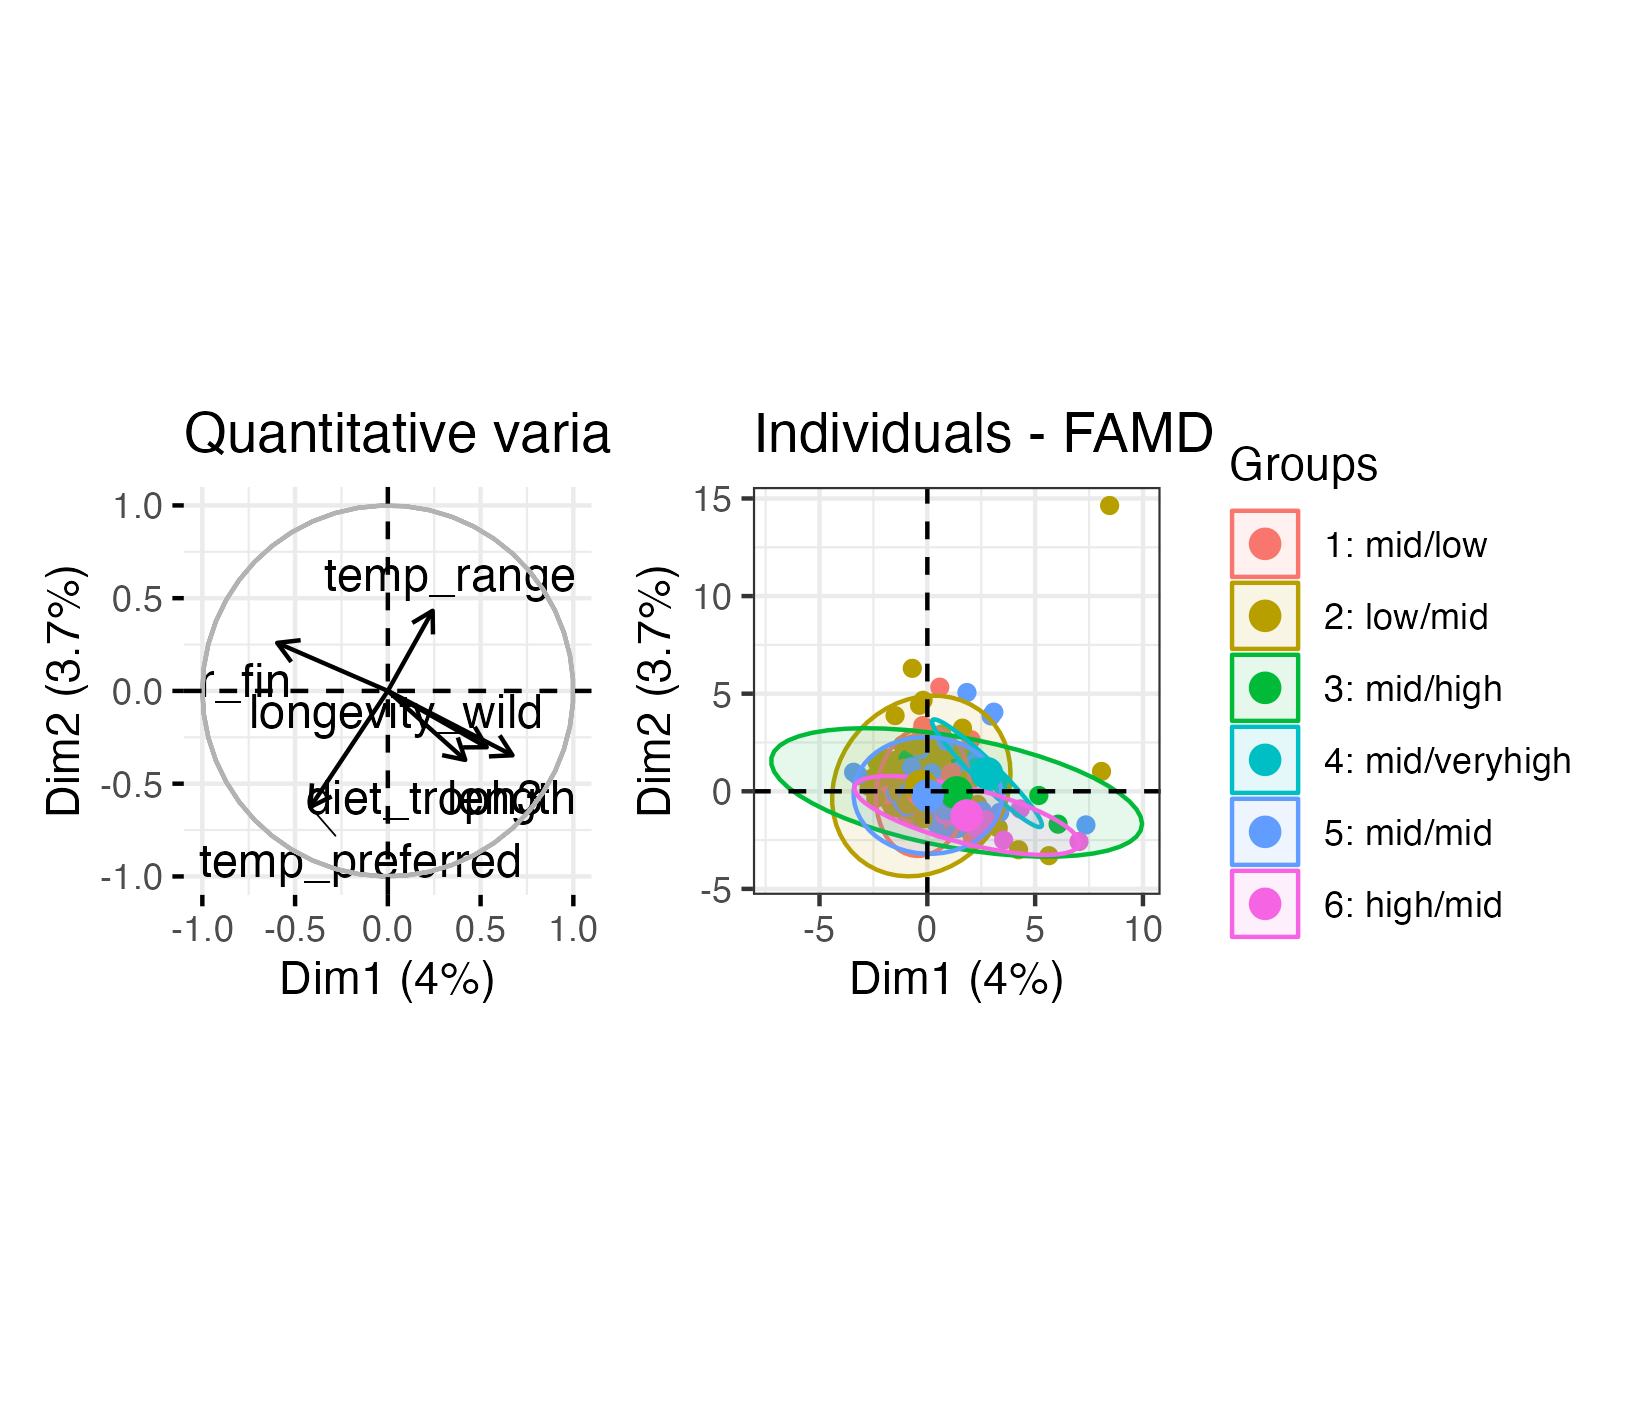 Quantitative varia
Dim2 (3.7%)
1.0
0.5
0.0
-0.5
-1.0
temp_range
r_fin
longevity_wild
diet_troph3
length
temp_preferred
-1.0 -0.5 0.0 0.5 1.0
Dim1 (4%)
Individuals - FAMD
Dim2 (3.7%)
15
10
5
0
-5
-5 0 5 10
Dim1 (4%)
Groups
1: mid/low
2: low/mid
3: mid/high
4: mid/veryhigh
5: mid/mid
6: high/mid